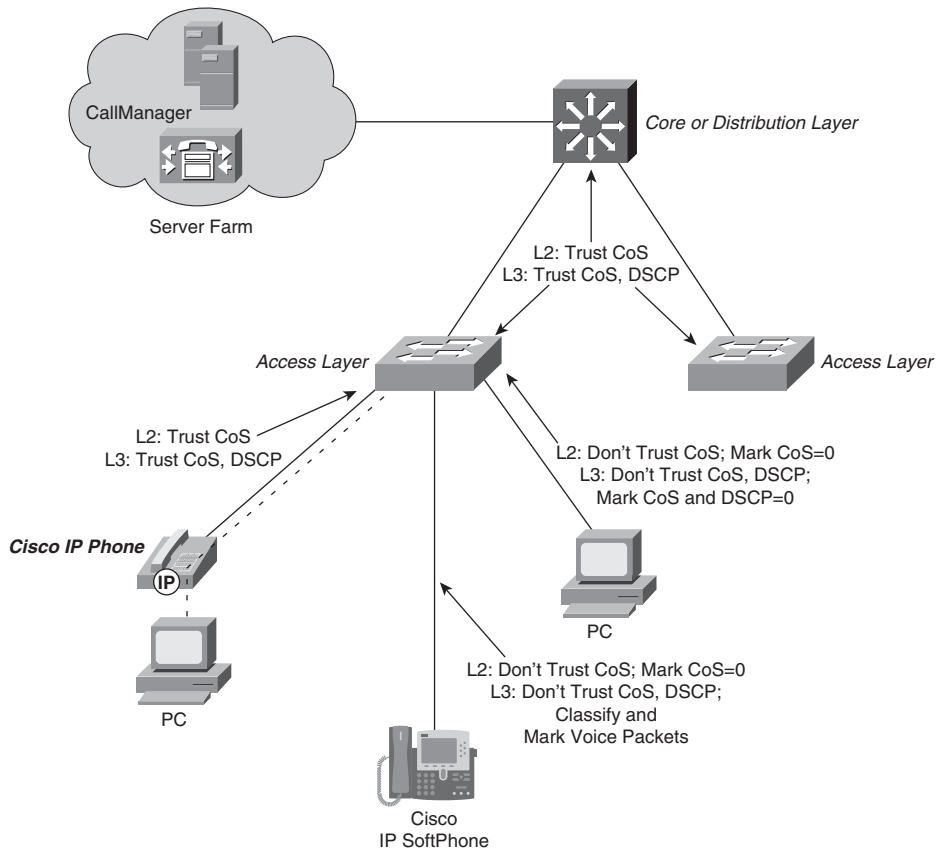 CallManager
Server Farm
Core or Distribution Layer
L2: Trust CoS
L3: Trust CoS, DSCP
Access Layer
Access Layer
L2: Trust CoS
L3: Trust CoS, DSCP
L2: Don't Trust CoS; Mark CoS=0
L3: Don't Trust CoS, DSCP;
Mark CoS and DSCP=0
Cisco IP Phone
IP
PC
PC
L2: Don't Trust CoS; Mark CoS=0
L3: Don't Trust CoS, DSCP;
Classify and
Mark Voice Packets
Cisco
IP SoftPhone